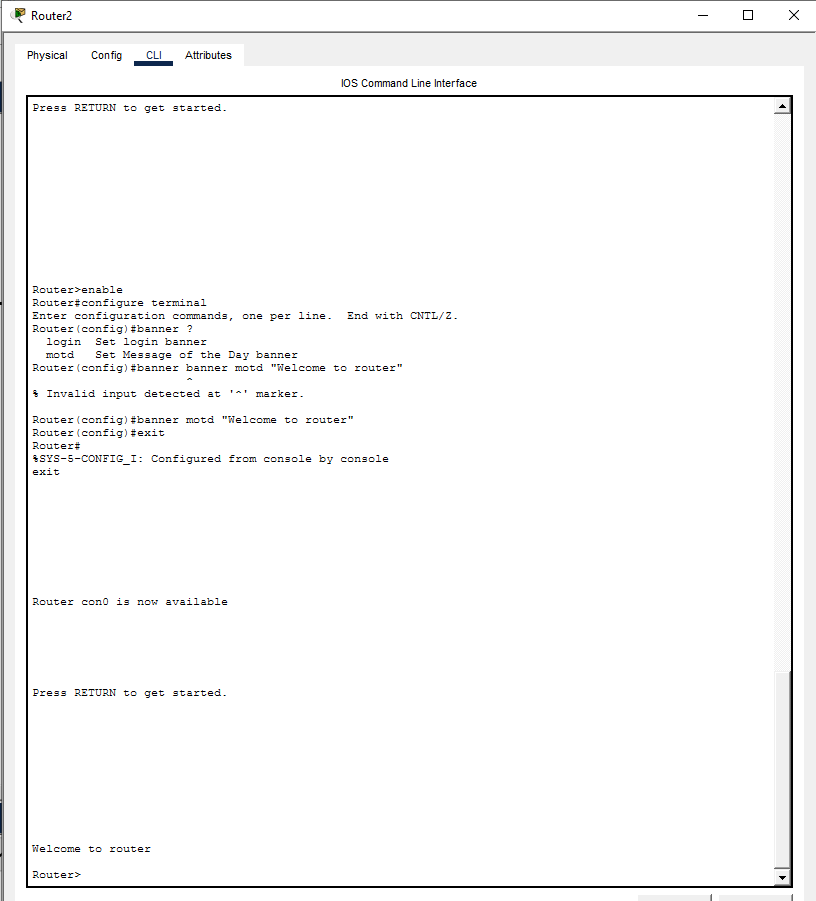 Router2
Physical Config CLI Attributes
IOS Command Line Interface
Press RETURN to get started.
Router>enable
Router#configure terminal
Enter configuration commands, one per line.  End with CNTL/Z.
Router(config)#banner ?
  login  Set login banner
  motd   Set Message of the Day banner
Router(config)#banner banner motd "Welcome to router"
                      ^
% Invalid input detected at '^' marker.
Router(config)#banner motd "Welcome to router"
Router(config)#exit
Router#
%SYS-5-CONFIG_I: Configured from console by console
exit
Router con0 is now available
Press RETURN to get started.
Welcome to router
Router>